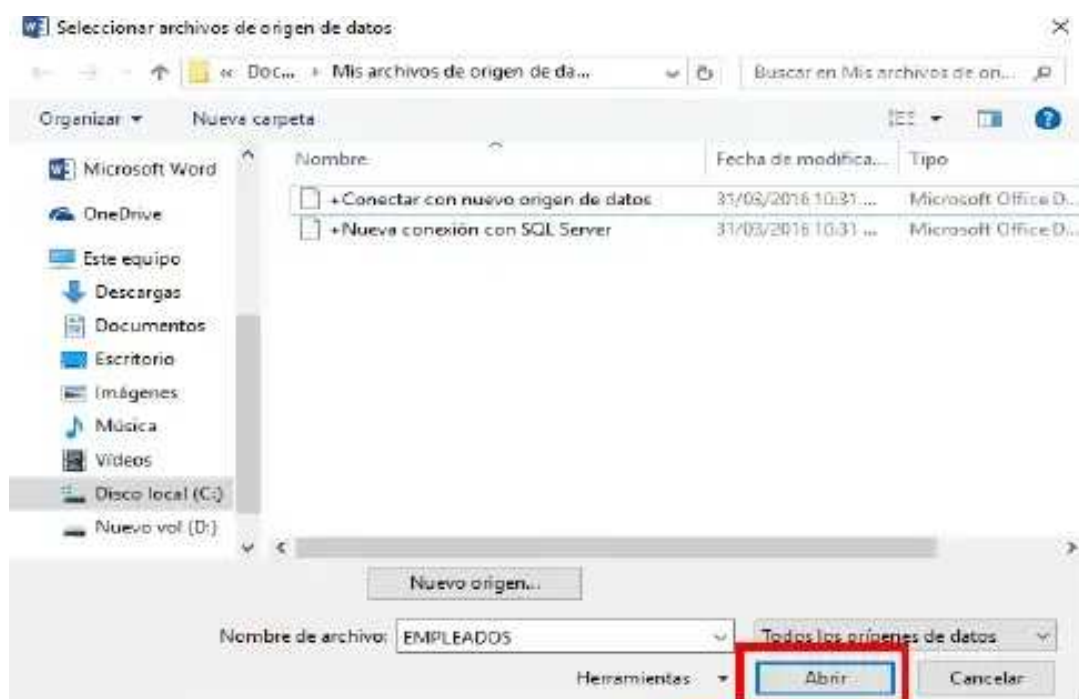 Seleccionar archivos de origen de datos
« Doc... Mis archivos de origen de da...
Buscar en Mis archivos de ori...
Organizar
Nueva carpeta
Microsoft Word
OneDrive
Este equipo
Descargas
Documentos
Escritorio
Imágenes
Música
Vídeos
Disco local (C:)
Nuevo vol (D:)
Nombre Fecha de modifica... Tipo
+Conectar con nuevo origen de datos 31/03/2016 10:31 ... Microsoft Office D...
+Nueva conexión con SQL Server 31/03/2016 10:31 ... Microsoft Office D...
Nuevo origen...
Nombre de archivo: EMPLEADOS
Todos los orígenes de datos
Herramientas
Abrir
Cancelar